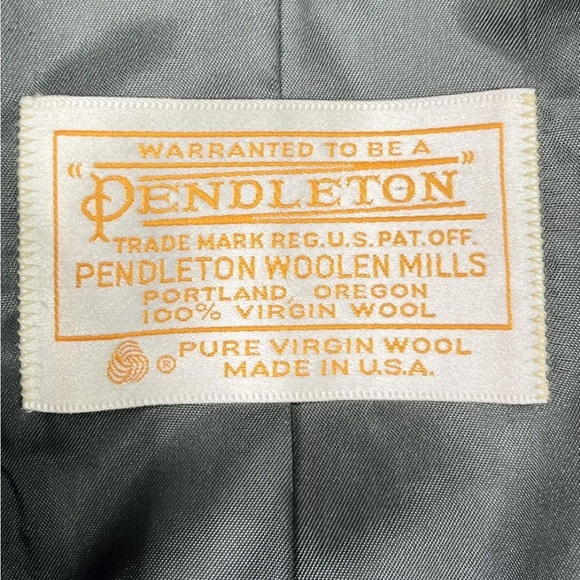 WARRANTED TO BE A
"PENDLETON"
TRADE MARK REG. U.S. PAT. OFF.
PENDLETON WOOLEN MILLS
PORTLAND, OREGON
100% VIRGIN WOOL
® PURE VIRGIN WOOL
MADE IN U.S.A.